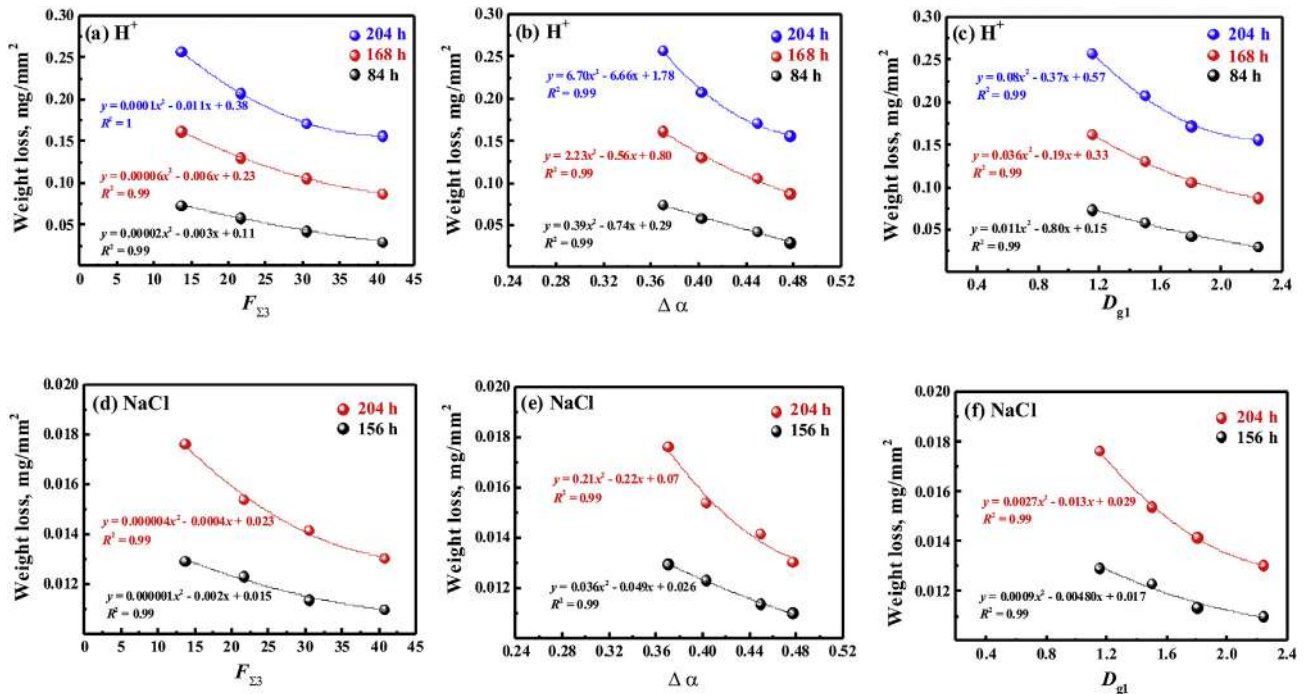 (a) H⁺
204 h
168 h
84 h
y = 0.0001x² - 0.011x + 0.38
R² = 1
y = 0.00006x² - 0.006x + 0.23
R² = 0.99
y = 0.00002x² - 0.003x + 0.11
R² = 0.99
Weight loss, mg/mm²
0.30
0.25
0.20
0.15
0.10
0.05
0 5 10 15 20 25 30 35 40 45
F_Σ3
(b) H⁺
204 h
168 h
84 h
y = 6.70x² - 6.66x + 1.78
R² = 0.99
y = 2.23x² - 0.56x + 0.80
R² = 0.99
y = 0.39x² - 0.74x + 0.29
R² = 0.99
Weight loss, mg/mm²
0.30
0.25
0.20
0.15
0.10
0.05
0.00
0.24 0.28 0.32 0.36 0.40 0.44 0.48 0.52
Δ α
(c) H⁺
204 h
168 h
84 h
y = 0.08x² - 0.37x + 0.57
R² = 0.99
y = 0.036x² - 0.19x + 0.33
R² = 0.99
y = 0.011x² - 0.80x + 0.15
R² = 0.99
Weight loss, mg/mm²
0.30
0.25
0.20
0.15
0.10
0.05
0.4 0.8 1.2 1.6 2.0 2.4
D_g1
(d) NaCl
204 h
156 h
y = 0.000004x² - 0.0004x + 0.023
R² = 0.99
y = 0.000001x² - 0.002x + 0.015
R² = 0.99
Weight loss, mg/mm²
0.020
0.018
0.016
0.014
0.012
0 5 10 15 20 25 30 35 40 45
F_Σ3
(e) NaCl
204 h
156 h
y = 0.21x² - 0.22x + 0.07
R² = 0.99
y = 0.036x² - 0.049x + 0.026
R² = 0.99
Weight loss, mg/mm²
0.020
0.018
0.016
0.014
0.012
0.010
0.24 0.28 0.32 0.36 0.40 0.44 0.48 0.52
Δ α
(f) NaCl
204 h
156 h
y = 0.0027x² - 0.013x + 0.029
R² = 0.99
y = 0.0009x² - 0.00480x + 0.017
R² = 0.99
Weight loss, mg/mm²
0.020
0.018
0.016
0.014
0.012
0.4 0.8 1.2 1.6 2.0 2.4
D_g1